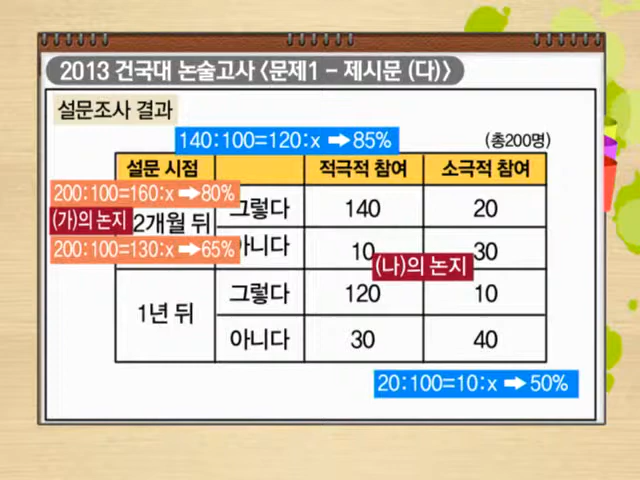 2013 건국대 논술고사 〈문제1 - 제시문 (다)〉
설문조사 결과
140:100=120:x ➡85%
(총200명)
설문 시점 적극적 참여 소극적 참여
200:100=160:x ➡80%
(가)의 논지
2개월 뒤 그렇다 140 20
200:100=130:x ➡65%
아니다 10 30
(나)의 논지
1년 뒤 그렇다 120 10
아니다 30 40
20:100=10:x ➡50%